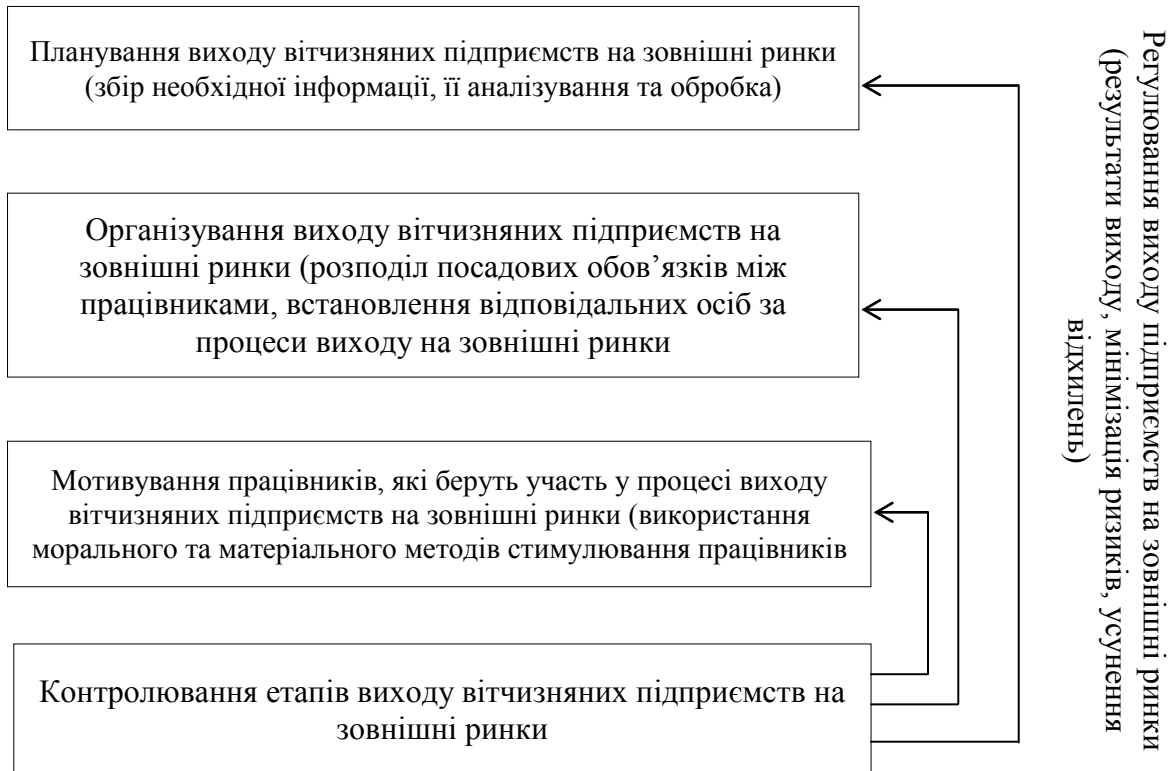 Планування виходу вітчизняних підприємств на зовнішні ринки
(збір необхідної інформації, її аналізування та обробка)
Організування виходу вітчизняних підприємств на
зовнішні ринки (розподіл посадових обов’язків між
працівниками, встановлення відповідальних осіб за
процеси виходу на зовнішні ринки
Мотивування працівників, які беруть участь у процесі виходу
вітчизняних підприємств на зовнішні ринки (використання
морального та матеріального методів стимулювання працівників
Контролювання етапів виходу вітчизняних підприємств на
зовнішні ринки
Регулювання виходу підприємств на зовнішні ринки
(результати виходу, мінімізація ризиків, усунення
відхилень)